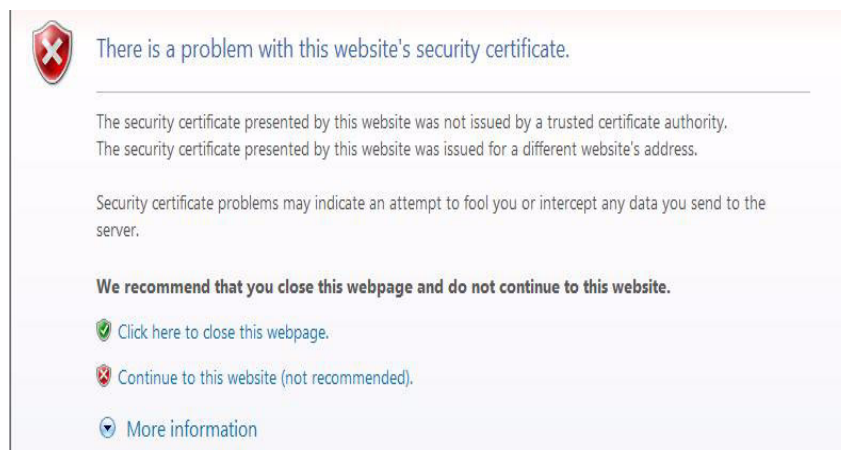 There is a problem with this website's security certificate.
The security certificate presented by this website was not issued by a trusted certificate authority.
The security certificate presented by this website was issued for a different website's address.
Security certificate problems may indicate an attempt to fool you or intercept any data you send to the
server.
We recommend that you close this webpage and do not continue to this website.
Click here to close this webpage.
Continue to this website (not recommended).
More information